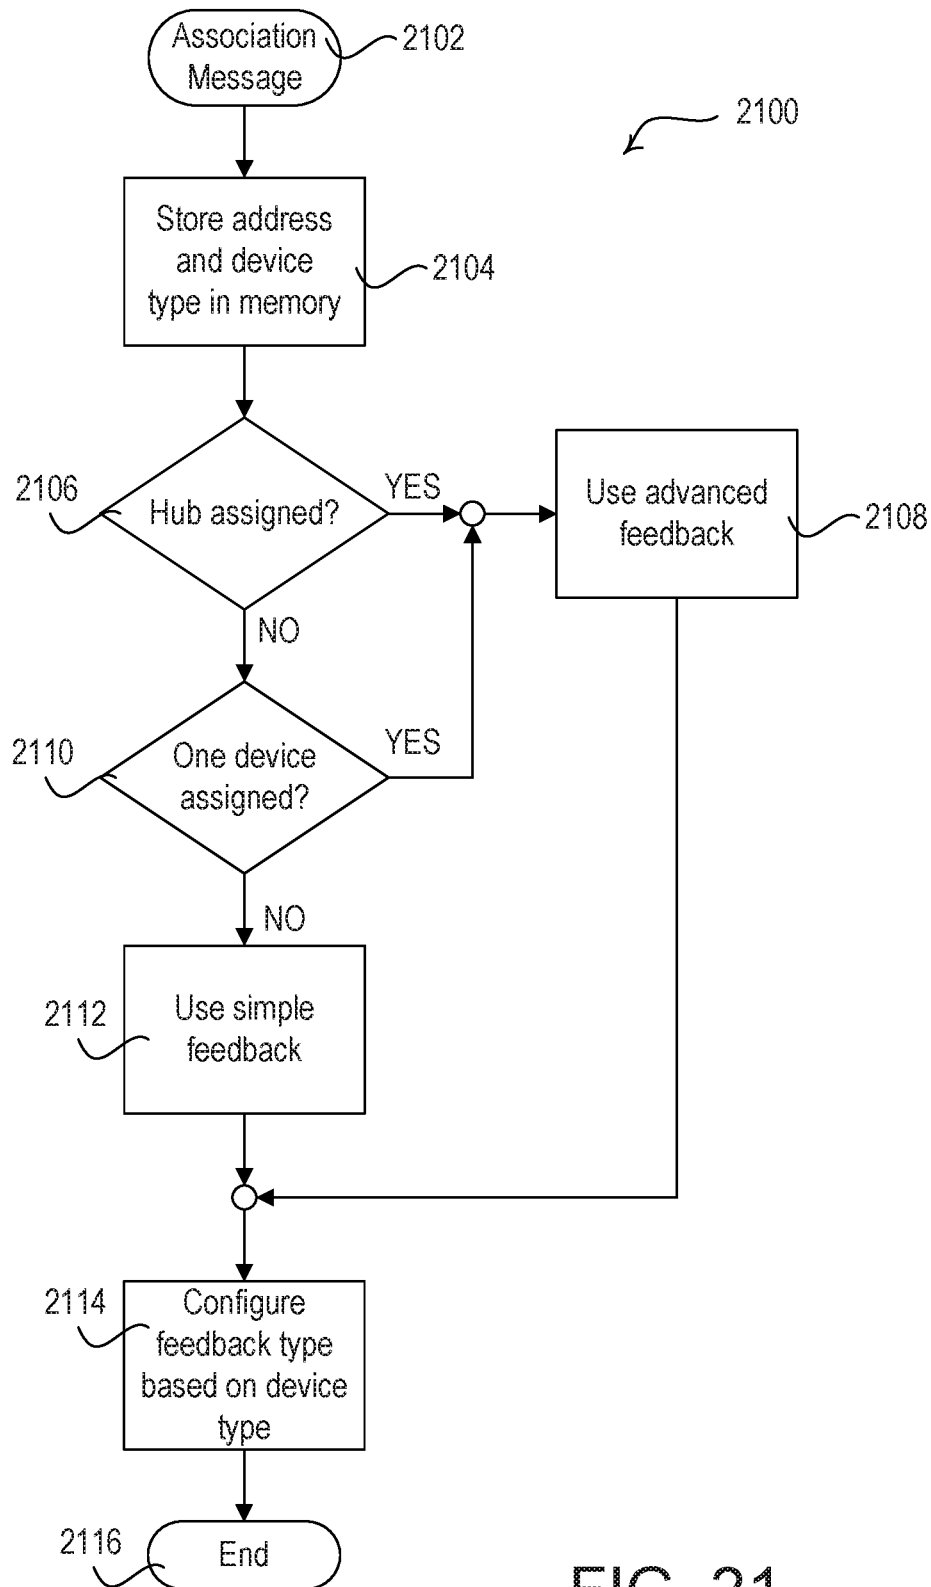 Association
Message
2102
2100
Store address
and device
type in memory
2104
2106
Hub assigned?
YES
Use advanced
feedback
2108
NO
2110
One device
assigned?
YES
NO
2112
Use simple
feedback
2114
Configure
feedback type
based on device
type
2116
End
FIG. 21